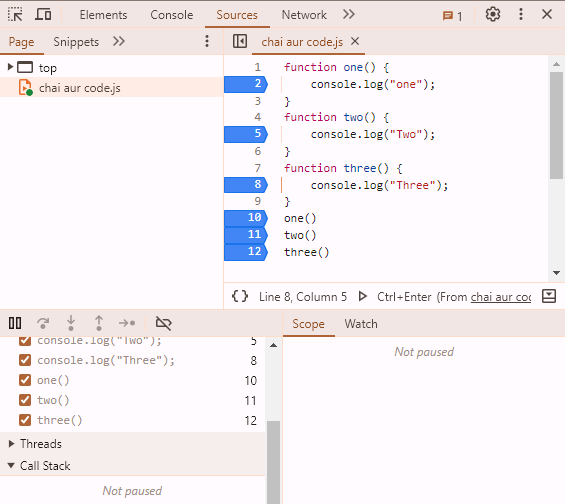 Elements Console Sources Network 1
Page Snippets
chai aur code.js
top
chai aur code.js
1 function one() {
2 console.log("one");
3 }
4 function two() {
5 console.log("Two");
6 }
7 function three() {
8 console.log("Three");
9 }
10 one()
11 two()
12 three()
{} Line 8, Column 5 Ctrl+Enter (From chai aur cod
Scope Watch
console.log("Two"); 5
console.log("Three"); 8
one() 10
two() 11
three() 12
Threads
Call Stack
Not paused
Not paused